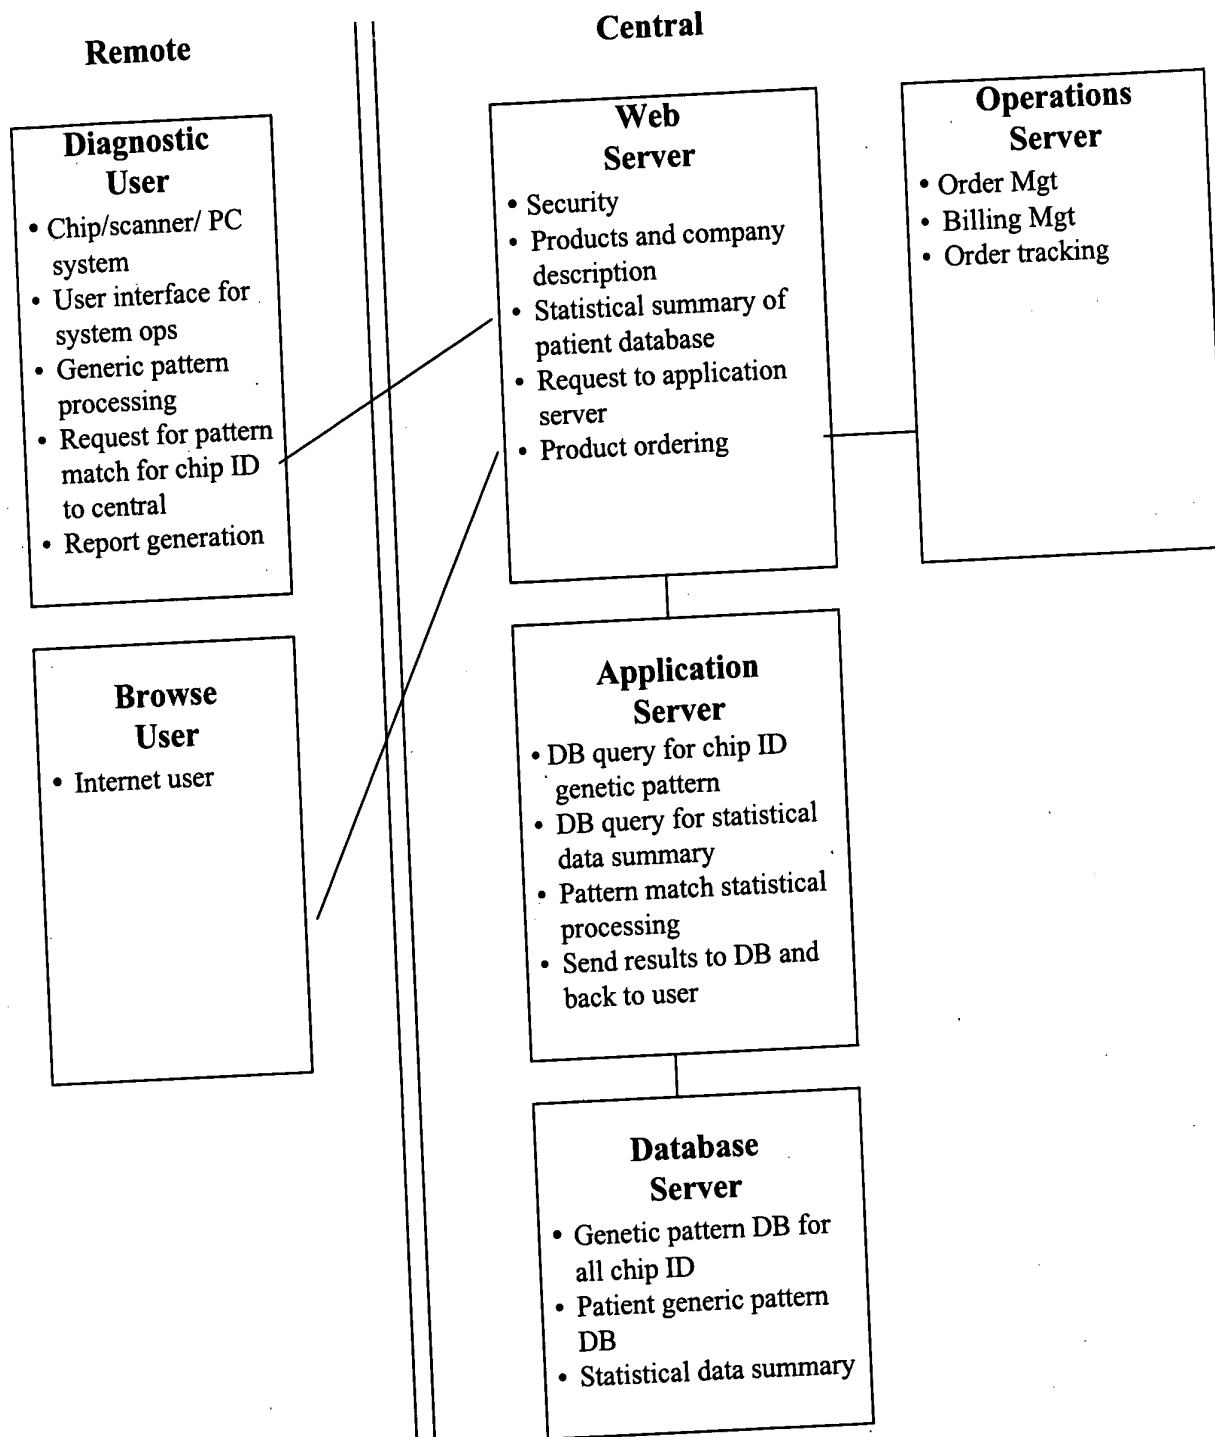 Remote
Central
Diagnostic
User
• Chip/scanner/ PC
system
• User interface for
system ops
• Generic pattern
processing
• Request for pattern
match for chip ID
to central
• Report generation
Browse
User
• Internet user
Web
Server
• Security
• Products and company
description
• Statistical summary of
patient database
• Request to application
server
• Product ordering
Operations
Server
• Order Mgt
• Billing Mgt
• Order tracking
Application
Server
• DB query for chip ID
genetic pattern
• DB query for statistical
data summary
• Pattern match statistical
processing
• Send results to DB and
back to user
Database
Server
• Genetic pattern DB for
all chip ID
• Patient generic pattern
DB
• Statistical data summary